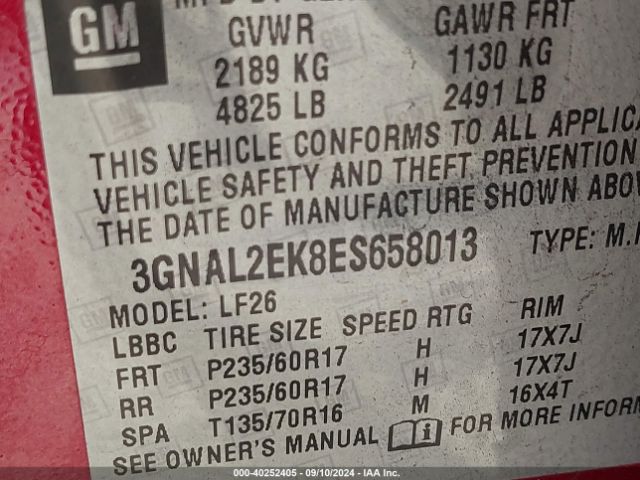 GM
GVWR GAWR FRT
2189 KG 1130 KG
4825 LB 2491 LB
THIS VEHICLE CONFORMS TO ALL
VEHICLE SAFETY AND THEFT PREVENTION
THE DATE OF MANUFACTURE SHOWN
3GNAL2EK8ES658013 TYPE:
MODEL: LF26
LBBC TIRE SIZE SPEED RTG RIM
FRT P235/60R17 H 17X7J
RR P235/60R17 H 17X7J
SPA T135/70R16 M 16X4T
SEE OWNER'S MANUAL FOR MORE
000-40252405 - 09/10/2024 - IAA Inc.